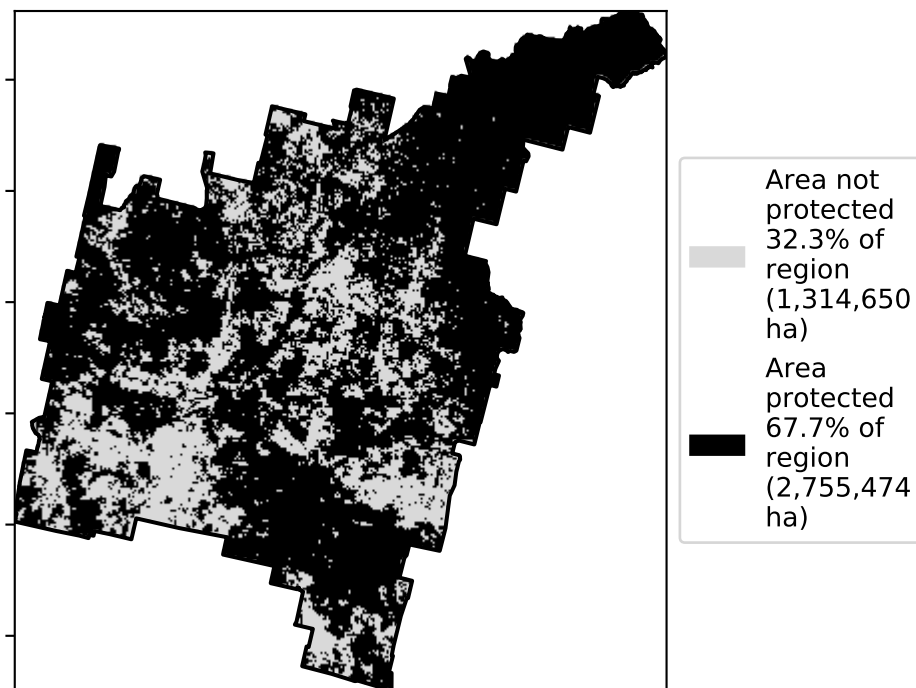 Area not
protected
32.3% of
region
(1,314,650
ha)
Area
protected
67.7% of
region
(2,755,474
ha)